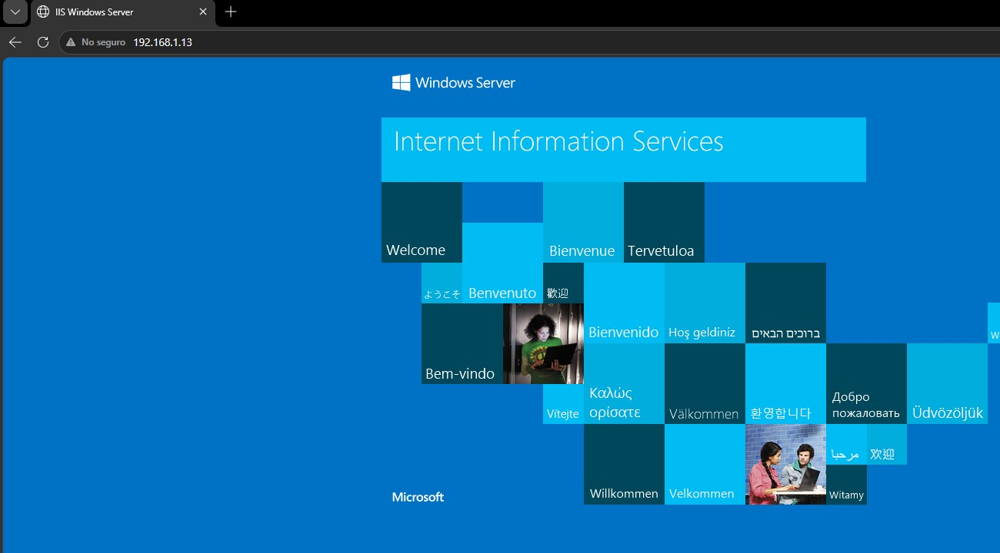 IIS Windows Server
No seguro 192.168.1.13
Windows Server
Internet Information Services
Welcome
Bienvenue
Tervetuloa
ようこそ
Benvenuto
歡迎
Bienvenido
Hoş geldiniz
ברוכים הבאים
Bem-vindo
Vítejte
Καλώς
ορίσατε
Välkommen
환영합니다
Добро
пожаловать
Üdvözöljük
مرحبا
欢迎
Willkommen
Velkommen
Witamy
Microsoft